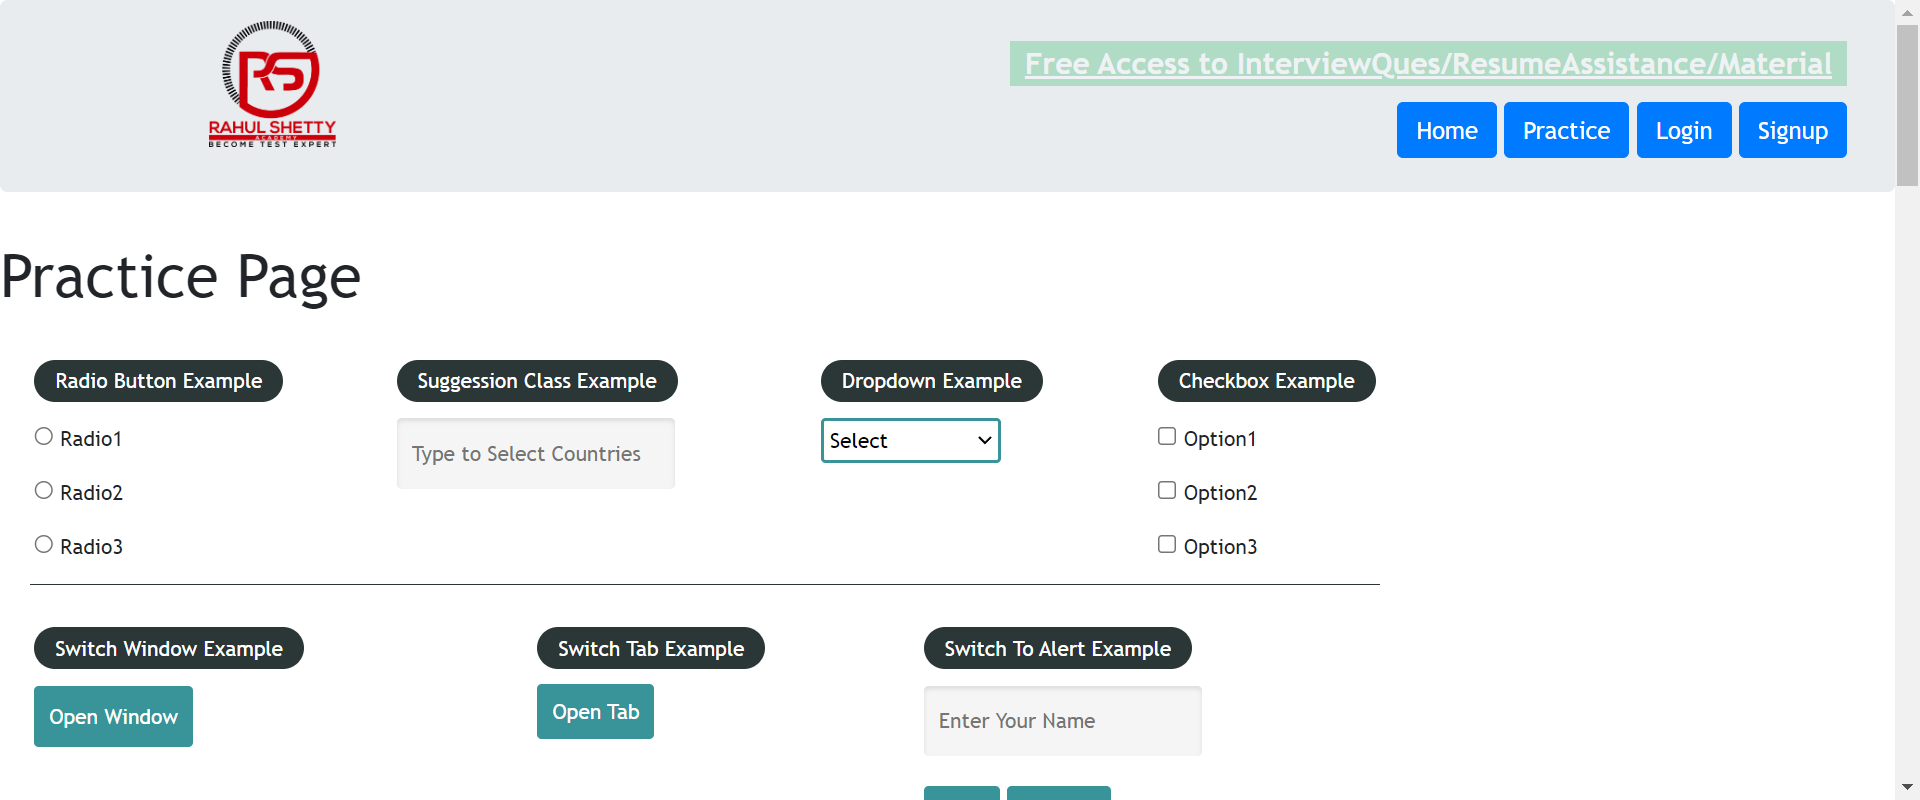 RAHUL SHETTY
ACADEMY
BECOME TEST EXPERT
Free Access to InterviewQues/ResumeAssistance/Material
Home Practice Login Signup
Practice Page
Radio Button Example
Radio1
Radio2
Radio3
Suggession Class Example
Type to Select Countries
Dropdown Example
Select
Checkbox Example
Option1
Option2
Option3
Switch Window Example
Open Window
Switch Tab Example
Open Tab
Switch To Alert Example
Enter Your Name